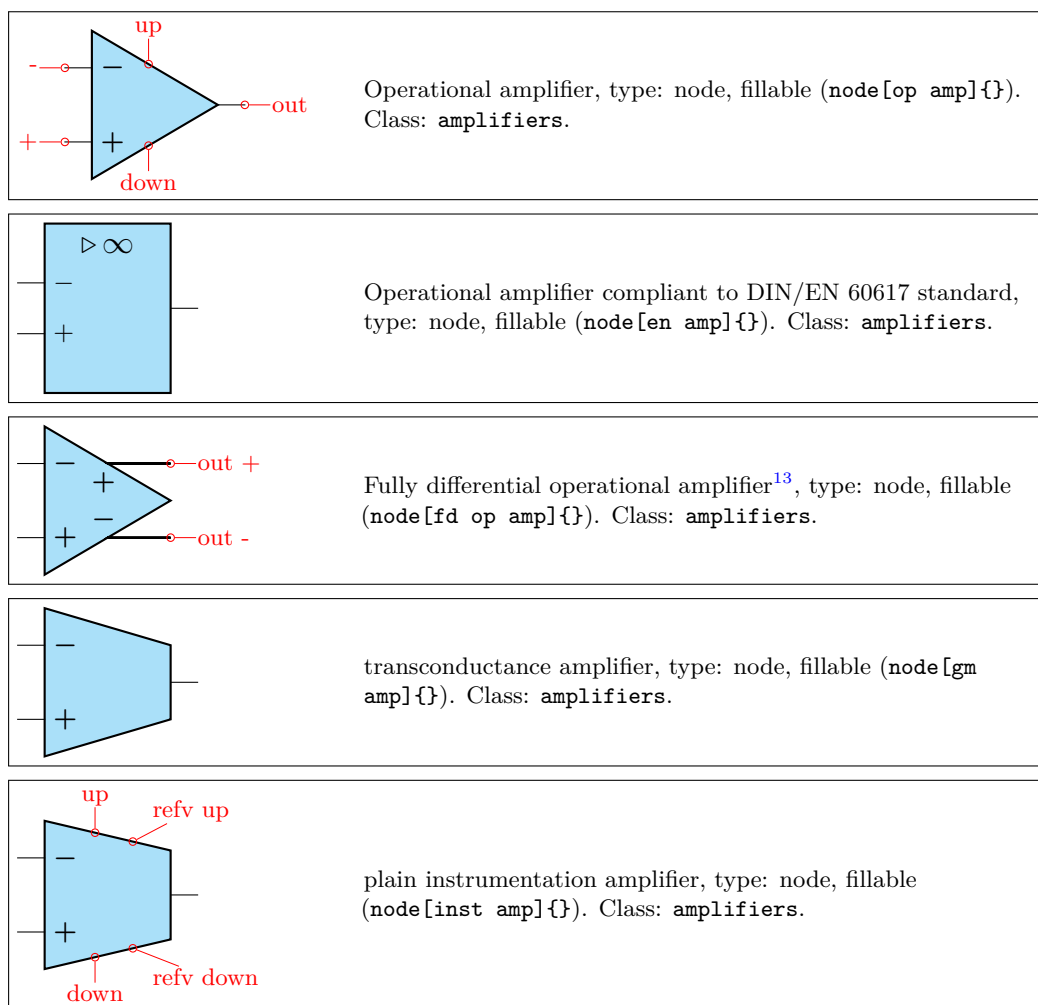 up
-
−
out
+
+
down
Operational amplifier, type: node, fillable (node[op amp]{}).
Class: amplifiers.
▷∞
−
+
Operational amplifier compliant to DIN/EN 60617 standard,
type: node, fillable (node[en amp]{}). Class: amplifiers.
− out +
+
−
+ out -
Fully differential operational amplifier13, type: node, fillable
(node[fd op amp]{}). Class: amplifiers.
−
+
transconductance amplifier, type: node, fillable (node[gm
amp]{}). Class: amplifiers.
up
refv up
−
+
refv down
down
plain instrumentation amplifier, type: node, fillable
(node[inst amp]{}). Class: amplifiers.